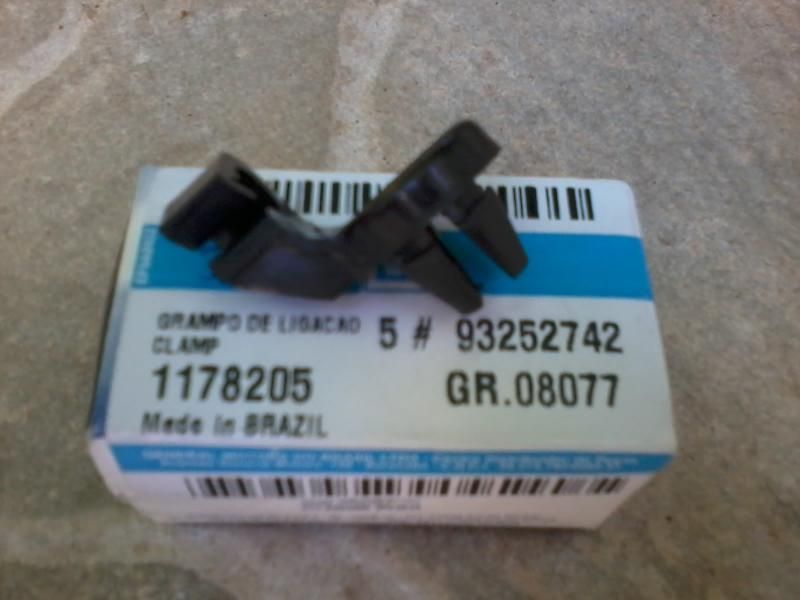 GRAMPO DE LIGACAO 5 # 93252742
CLAMP
1178205 GR.08077
Made in BRAZIL